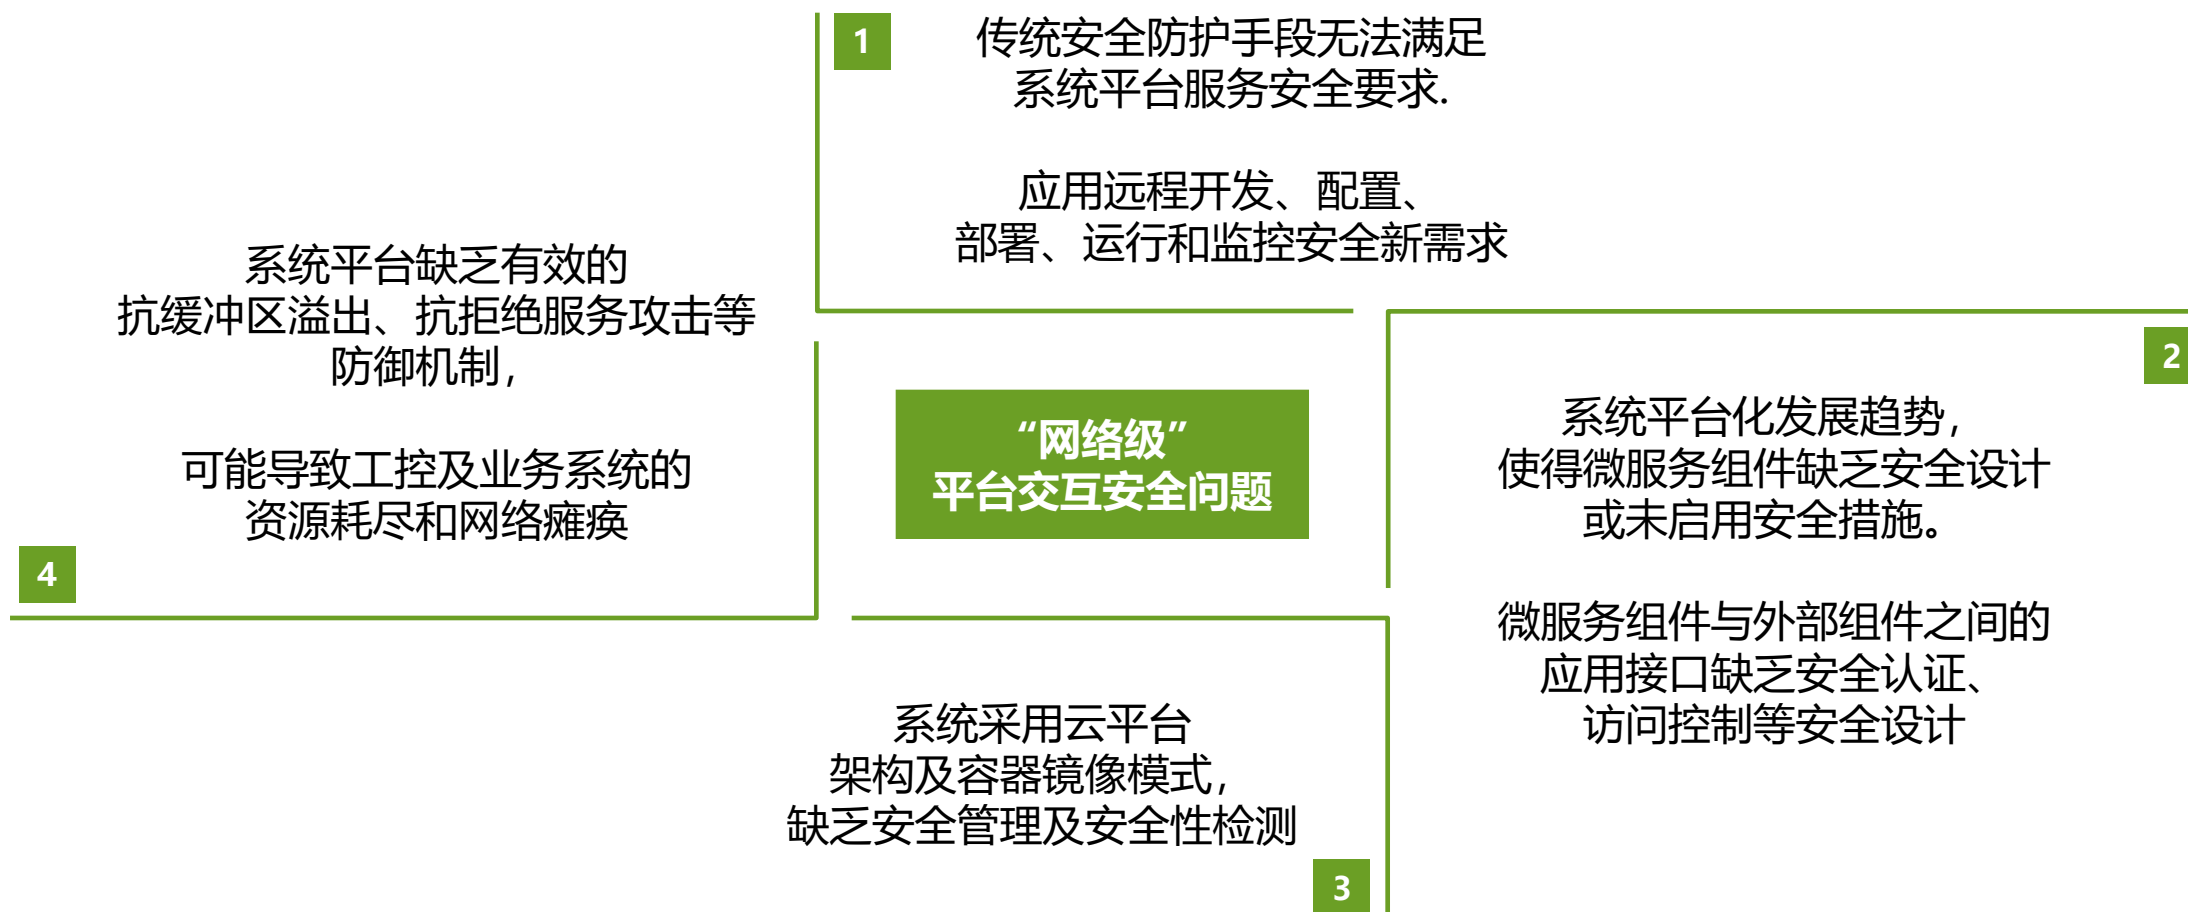 1
传统安全防护手段无法满足
系统平台服务安全要求.
应用远程开发、配置、
部署、运行和监控安全新需求
2
系统平台化发展趋势，
使得微服务组件缺乏安全设计
或未启用安全措施。
微服务组件与外部组件之间的
应用接口缺乏安全认证、
访问控制等安全设计
“网络级”
平台交互安全问题
系统采用云平台
架构及容器镜像模式，
缺乏安全管理及安全性检测
3
系统平台缺乏有效的
抗缓冲区溢出、抗拒绝服务攻击等
防御机制，
可能导致工控及业务系统的
资源耗尽和网络瘫痪
4